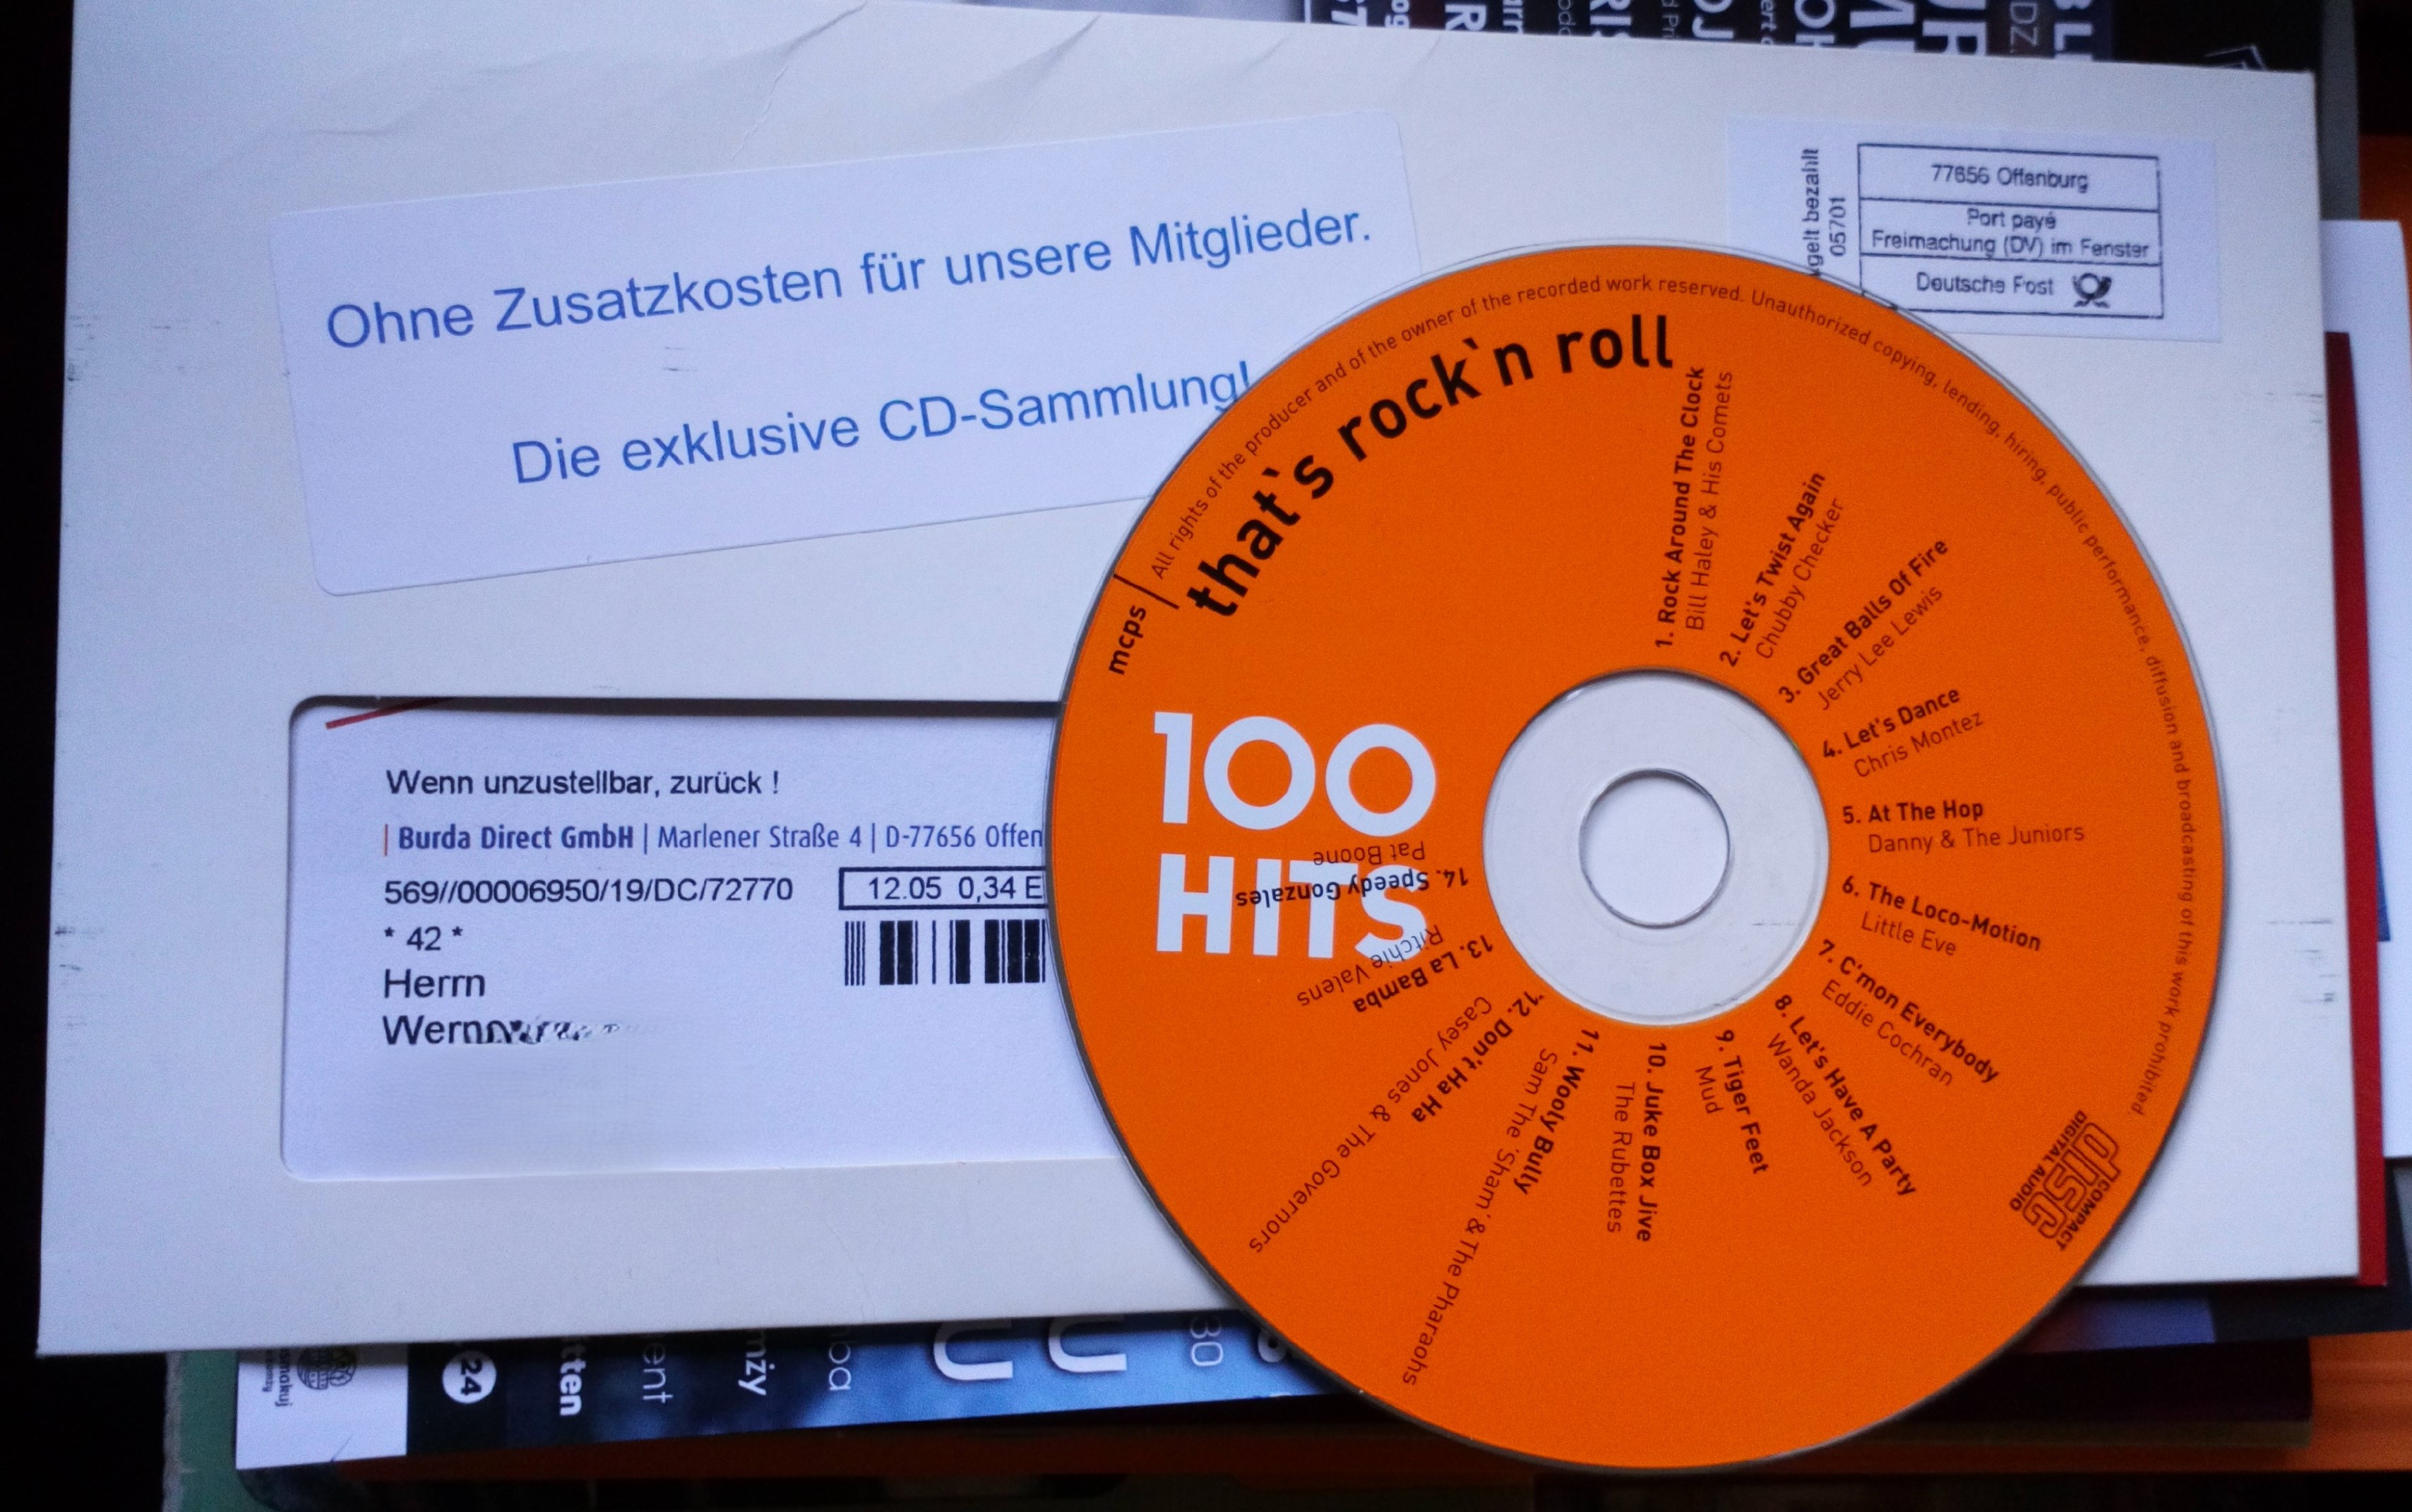 Ohne Zusatzkosten für unsere Mitglieder.
Die exklusive CD-Sammlung!
bezahlt
05701
77656 Offenburg
Port payé
Freimachung (DV) im Fenster
Deutsche Post
Wenn unzustellbar, zurück !
| Burda Direct GmbH | Marlener Straße 4 | D-77656 Offen
569//00006950/19/DC/72770
12.05 0,34 E
* 42 *
Herrn
mcps
All rights of the producer and of the owner of the recorded work reserved. Unauthorized copying, lending, hiring, public performance, diffusion and broadcasting of this work prohibited.
that`s rock`n roll
100
HITS
1. Rock Around The Clock
Bill Haley & His Comets
2. Let's Twist Again
Chubby Checker
3. Great Balls Of Fire
Jerry Lee Lewis
4. Let's Dance
Chris Montez
5. At The Hop
Danny & The Juniors
6. The Loco-Motion
Little Eve
7. C'mon Everybody
Eddie Cochran
8. Let's Have A Party
Wanda Jackson
9. Tiger Feet
Mud
10. Juke Box Jive
The Rubettes
11. Wooly Bully
Sam The 'Sham' & The Pharaohs
12. Don't Ha Ha
Casey Jones & The Governors
13. La Bamba
Ritchie Valens
14. Speedy Gonzales
Pat Boone
COMPACT
disc
DIGITAL AUDIO
24
30